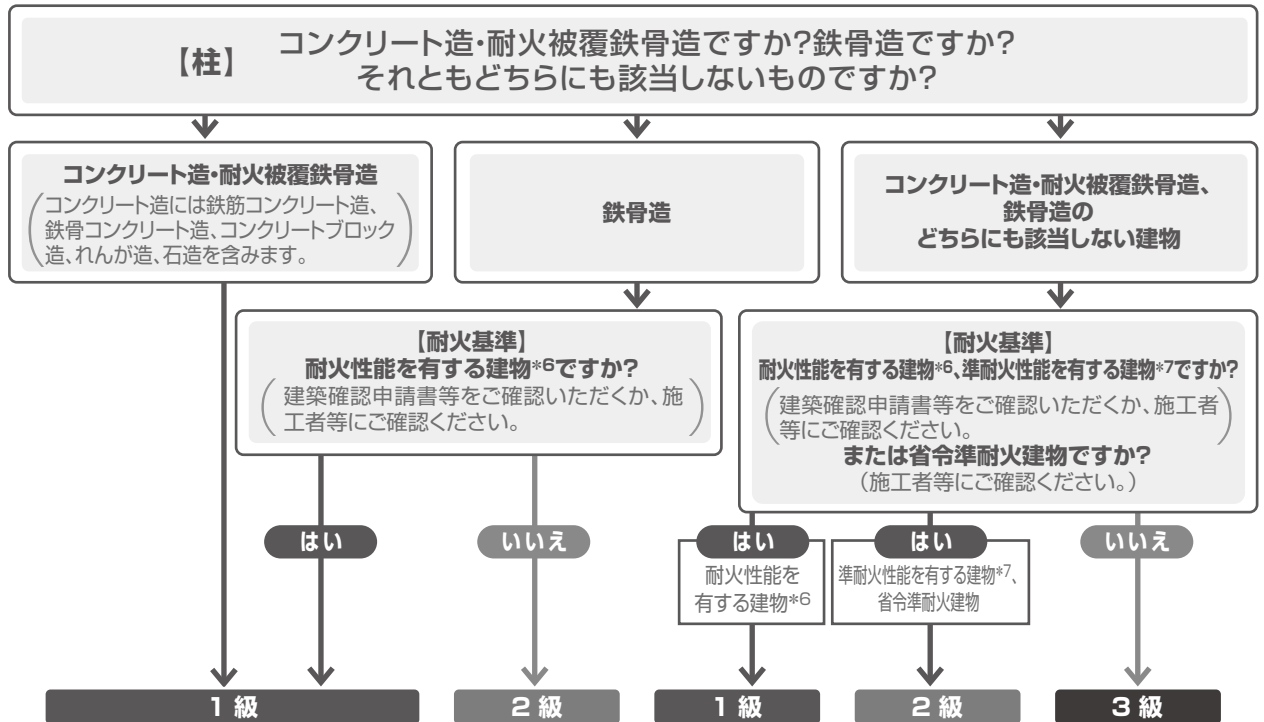 【柱】
コンクリート造・耐火被覆鉄骨造ですか?鉄骨造ですか?
それともどちらにも該当しないものですか?
コンクリート造・耐火被覆鉄骨造
(コンクリート造には鉄筋コンクリート造、
鉄骨コンクリート造、コンクリートブロック
造、れんが造、石造を含みます。)
鉄骨造
コンクリート造・耐火被覆鉄骨造、
鉄骨造の
どちらにも該当しない建物
【耐火基準】
耐火性能を有する建物*6ですか?
(建築確認申請書等をご確認いただくか、施
工者等にご確認ください。)
【耐火基準】
耐火性能を有する建物*6、準耐火性能を有する建物*7ですか?
(建築確認申請書等をご確認いただくか、施工者
等にご確認ください。)
または省令準耐火建物ですか?
(施工者等にご確認ください。)
はい
いいえ
はい
耐火性能を
有する建物*6
はい
準耐火性能を有する建物*7、
省令準耐火建物
いいえ
1 級
2 級
1 級
2 級
3 級